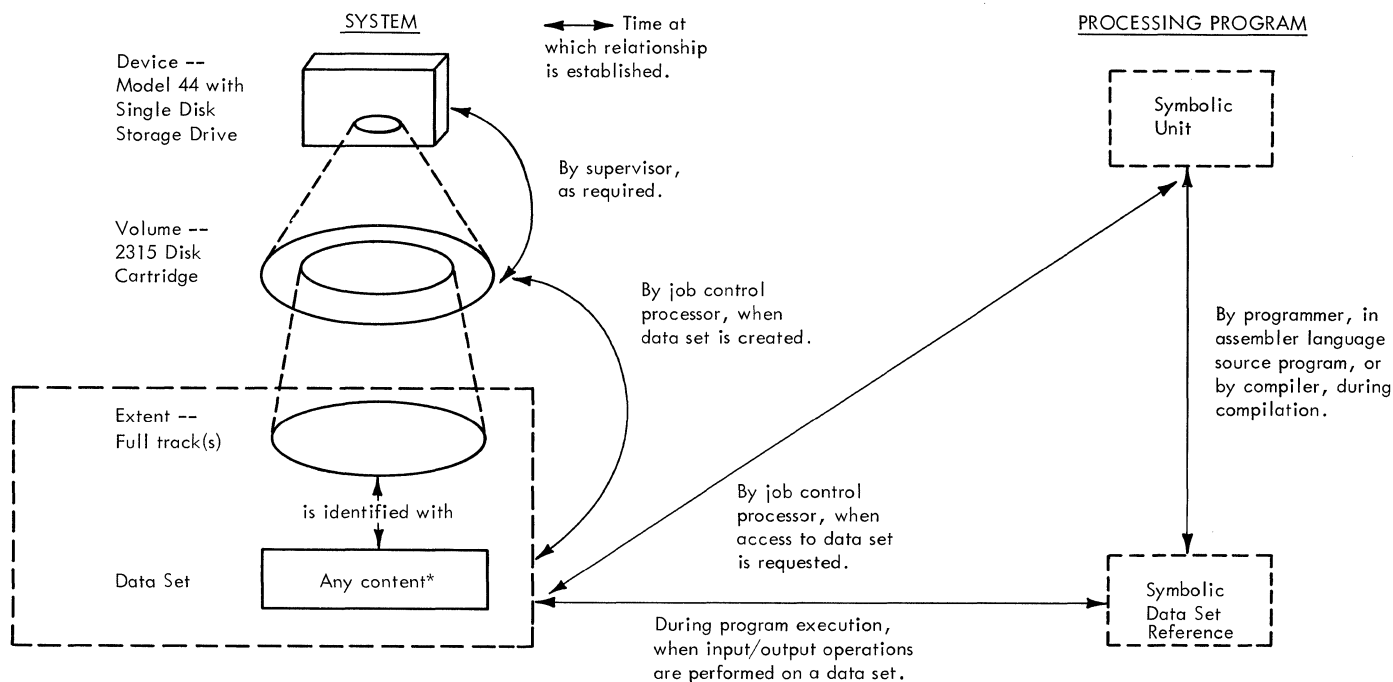 SYSTEM
Time at
which relationship
is established.
PROCESSING PROGRAM
Device --
Model 44 with
Single Disk
Storage Drive
Symbolic
Unit
By supervisor,
as required.
Volume --
2315 Disk
Cartridge
By job control
processor, when
data set is created.
By programmer, in
assembler language
source program, or
by compiler, during
compilation.
Extent --
Full track(s)
is identified with
By job control
processor, when
access to data set
is requested.
Data Set
Any content*
Symbolic
Data Set
Reference
During program execution,
when input/output operations
are performed on a data set.